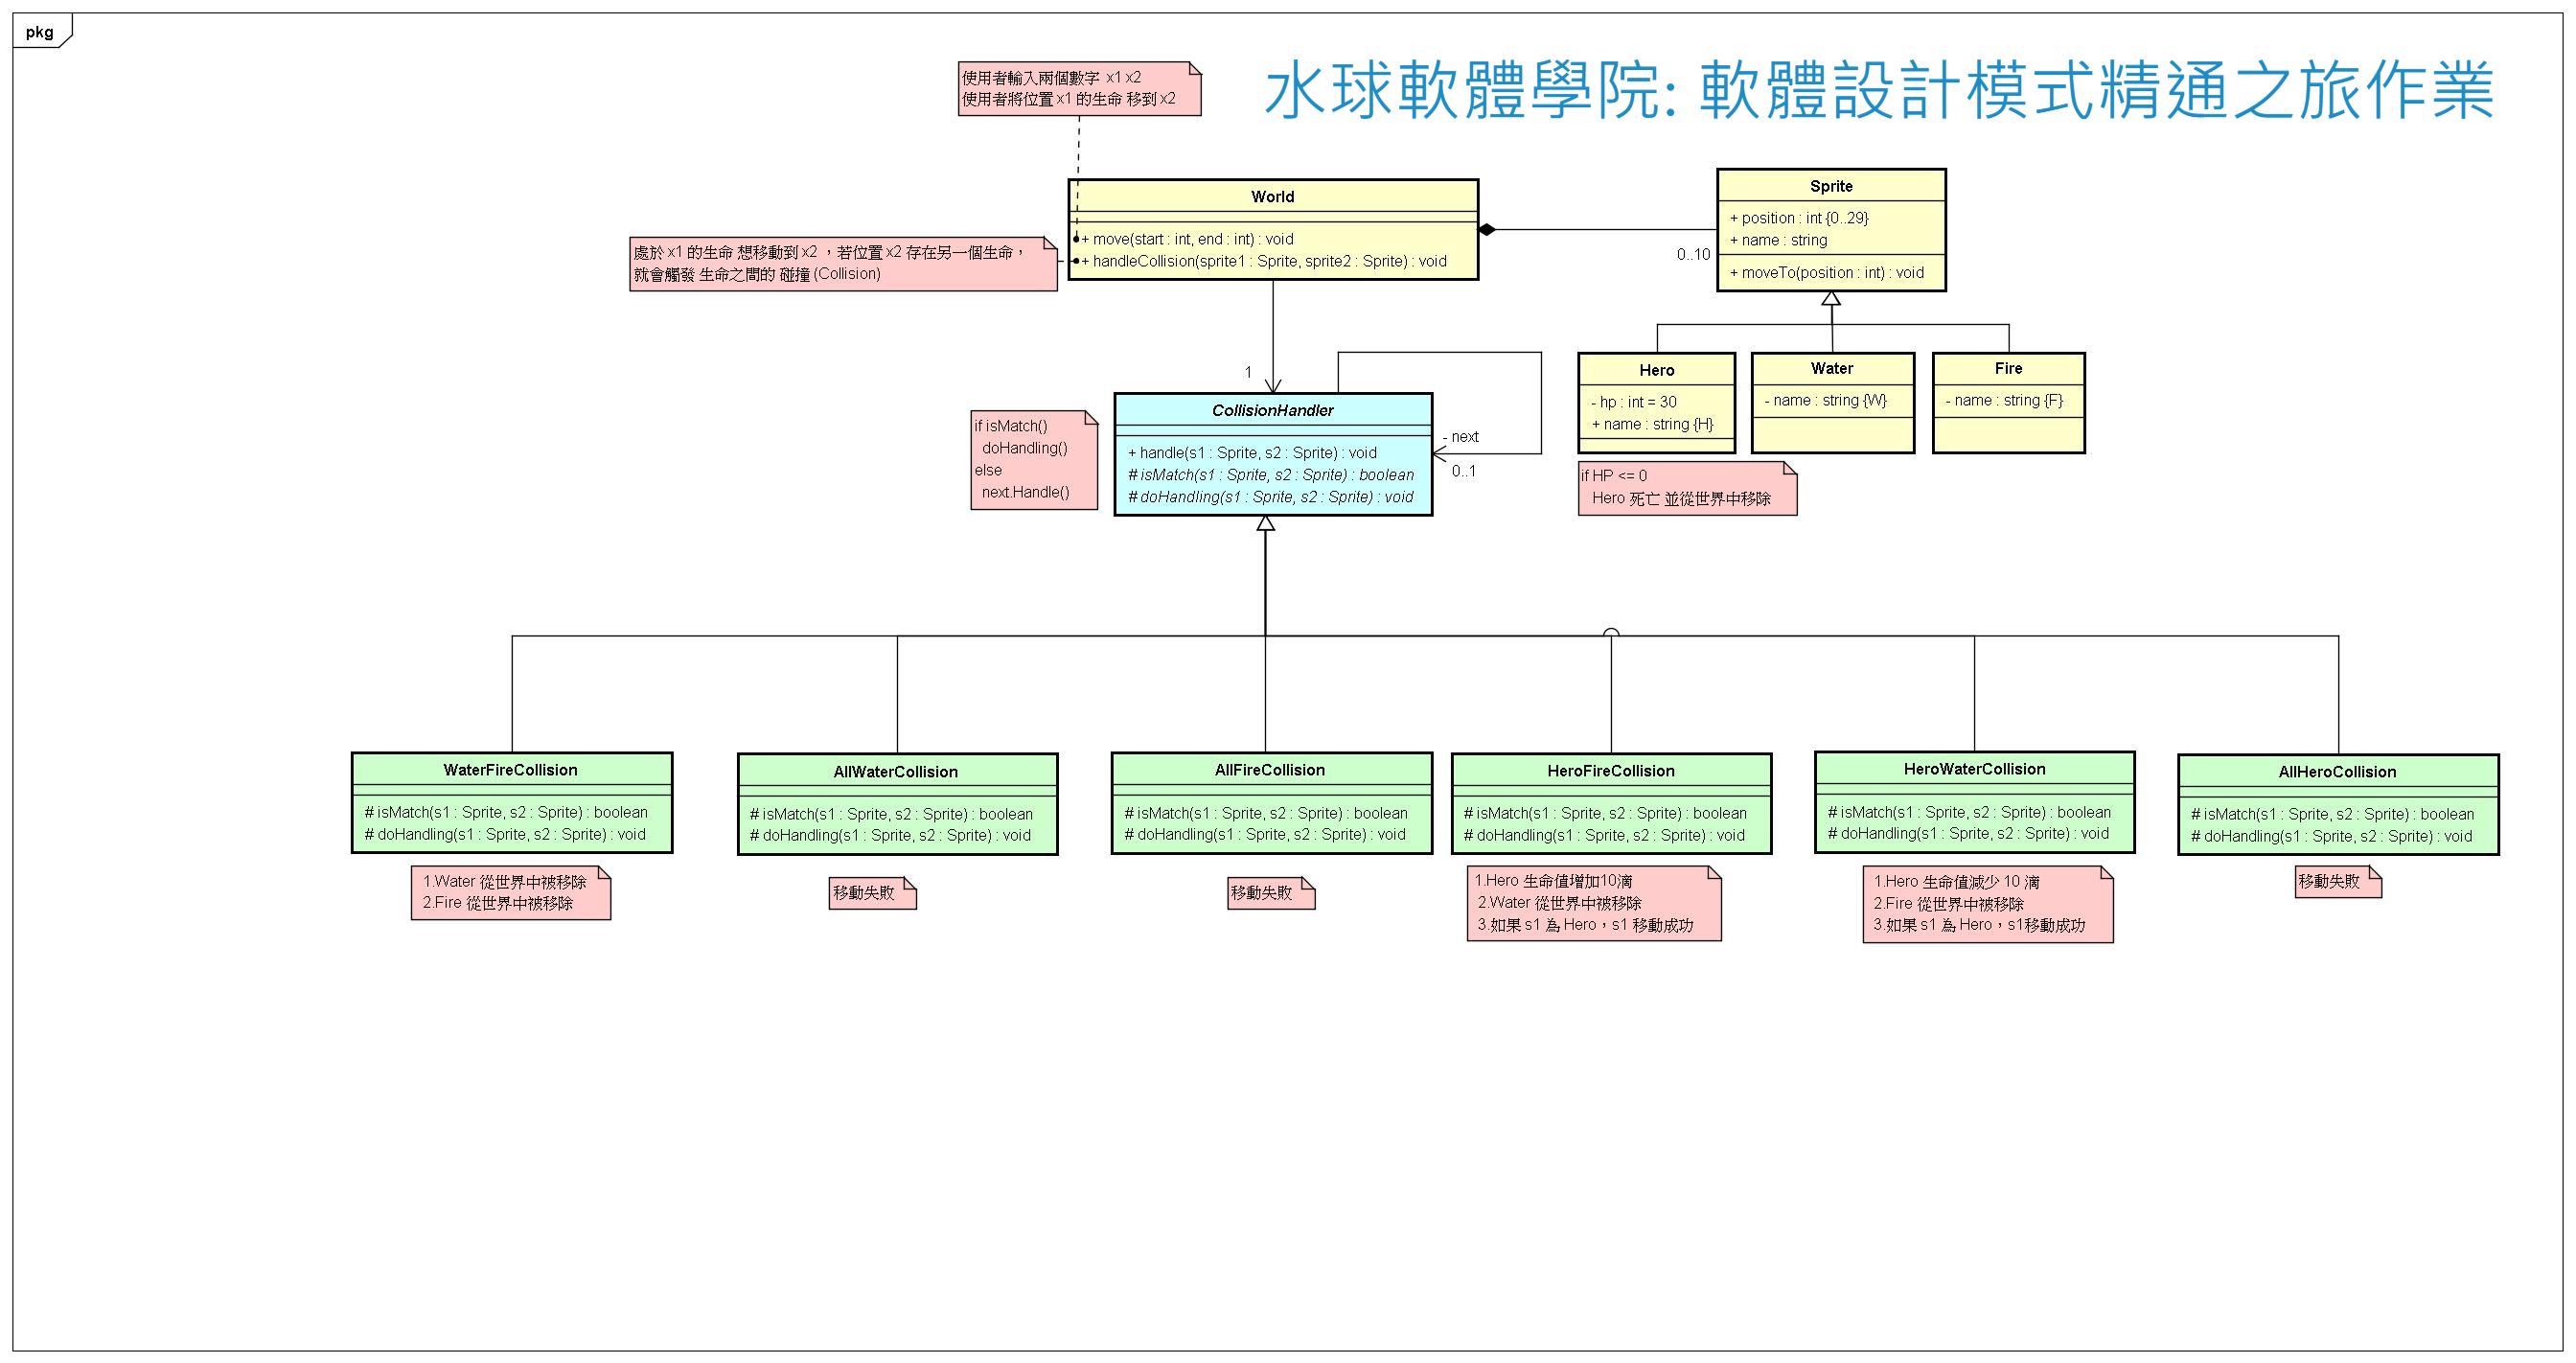 pkg
水球軟體學院: 軟體設計模式精通之旅作業
使用者輸入兩個數字 x1 x2
使用者將位置 x1 的生命 移到 x2
處於 x1 的生命 想移動到 x2 ，若位置 x2 存在另一個生命，
就會觸發 生命之間的 碰撞 (Collision)
World
+ move(start : int, end : int) : void
+ handleCollision(sprite1 : Sprite, sprite2 : Sprite) : void
0..10
Sprite
+ position : int {0..29}
+ name : string
+ moveTo(position : int) : void
Hero
- hp : int = 30
+ name : string {H}
Water
- name : string {W}
Fire
- name : string {F}
if HP <= 0
Hero 死亡 並從世界中移除
1
if isMatch()
doHandling()
else
next.Handle()
CollisionHandler
+ handle(s1 : Sprite, s2 : Sprite) : void
# isMatch(s1 : Sprite, s2 : Sprite) : boolean
# doHandling(s1 : Sprite, s2 : Sprite) : void
- next
0..1
WaterFireCollision
# isMatch(s1 : Sprite, s2 : Sprite) : boolean
# doHandling(s1 : Sprite, s2 : Sprite) : void
1.Water 從世界中被移除
2.Fire 從世界中被移除
AllWaterCollision
# isMatch(s1 : Sprite, s2 : Sprite) : boolean
# doHandling(s1 : Sprite, s2 : Sprite) : void
移動失敗
AllFireCollision
# isMatch(s1 : Sprite, s2 : Sprite) : boolean
# doHandling(s1 : Sprite, s2 : Sprite) : void
移動失敗
HeroFireCollision
# isMatch(s1 : Sprite, s2 : Sprite) : boolean
# doHandling(s1 : Sprite, s2 : Sprite) : void
1.Hero 生命值增加10滴
2.Water 從世界中被移除
3.如果 s1 為 Hero，s1 移動成功
HeroWaterCollision
# isMatch(s1 : Sprite, s2 : Sprite) : boolean
# doHandling(s1 : Sprite, s2 : Sprite) : void
1.Hero 生命值減少 10 滴
2.Fire 從世界中被移除
3.如果 s1 為 Hero，s1移動成功
AllHeroCollision
# isMatch(s1 : Sprite, s2 : Sprite) : boolean
# doHandling(s1 : Sprite, s2 : Sprite) : void
移動失敗